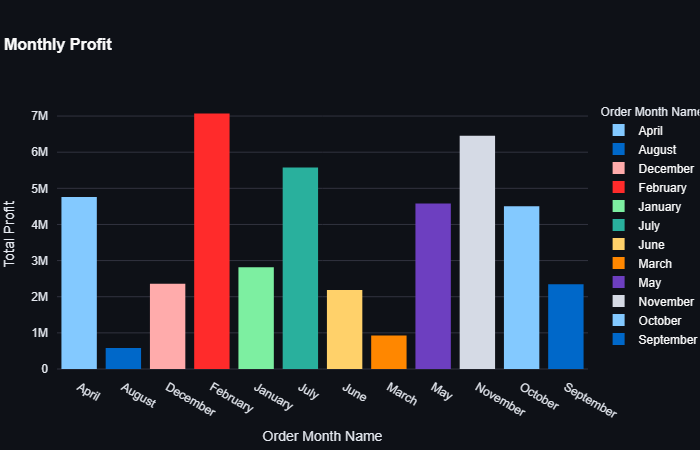 Monthly Profit
Total Profit
7M
6M
5M
4M
3M
2M
1M
0
April
August
December
February
January
July
June
March
May
November
October
September
Order Month Name
Order Month Name
April
August
December
February
January
July
June
March
May
November
October
September